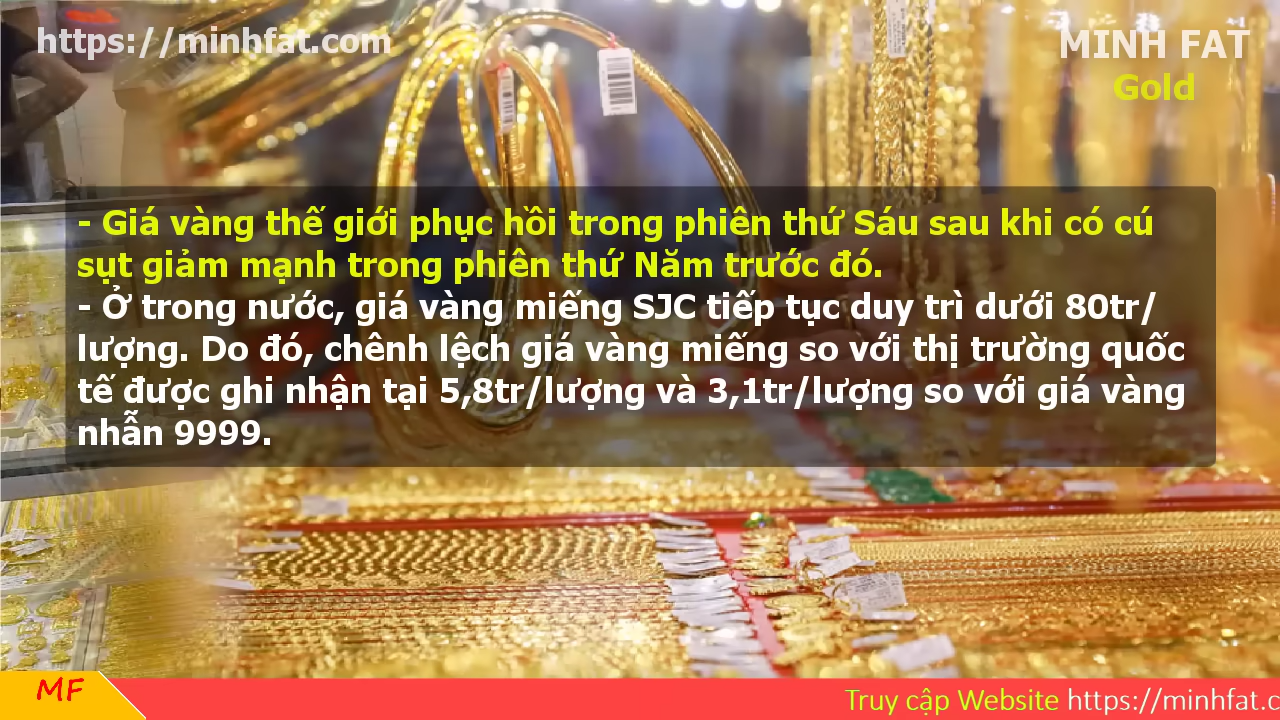 https://minhfat.com
MINH FAT
Gold
- Giá vàng thế giới phục hồi trong phiên thứ Sáu sau khi có cú
sụt giảm mạnh trong phiên thứ Năm trước đó.
- Ở trong nước, giá vàng miếng SJC tiếp tục duy trì dưới 80tr/
lượng. Do đó, chênh lệch giá vàng miếng so với thị trường quốc
tế được ghi nhận tại 5,8tr/lượng và 3,1tr/lượng so với giá vàng
nhẫn 9999.
MF
Truy cập Website https://minhfat.c